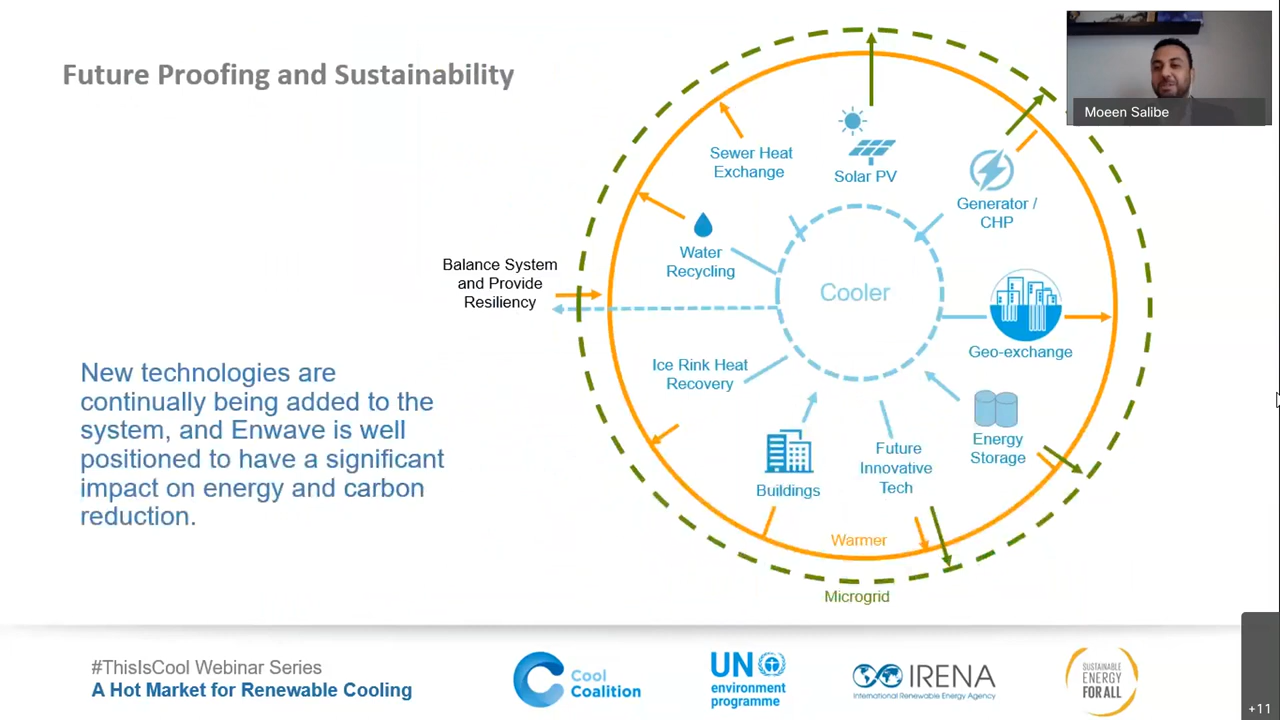 Future Proofing and Sustainability
Moeen Salibe
Sewer Heat
Exchange
Solar PV
Generator /
CHP
Water
Recycling
Balance System
and Provide
Resiliency
Cooler
Geo-exchange
Ice Rink Heat
Recovery
New technologies are
continually being added to the
system, and Enwave is well
positioned to have a significant
impact on energy and carbon
reduction.
Energy
Storage
Future
Innovative
Tech
Buildings
Warmer
Microgrid
#ThisIsCool Webinar Series
A Hot Market for Renewable Cooling
Cool
Coalition
UN
environment
programme
IRENA
International Renewable Energy Agency
SUSTAINABLE
ENERGY
FOR ALL
+11